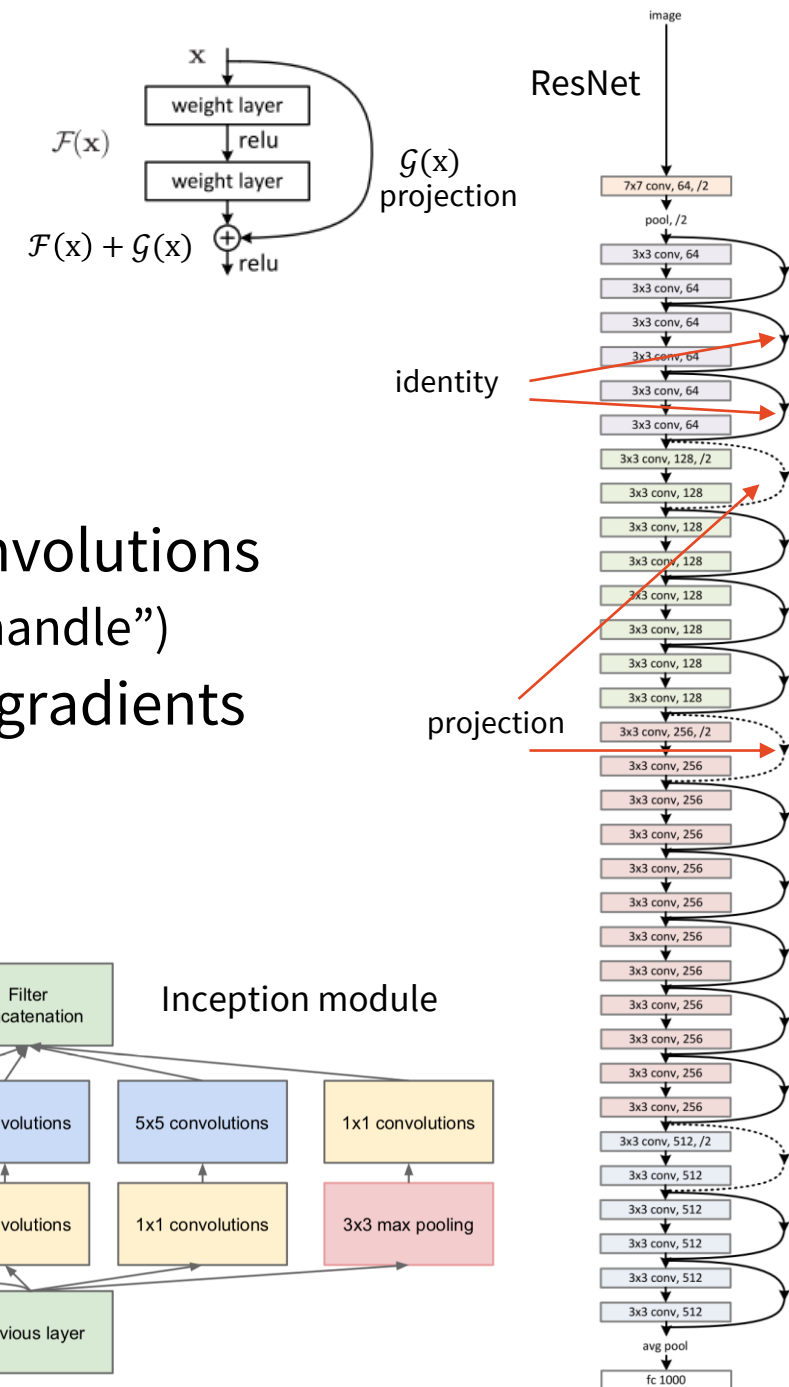 x
weight layer
relu
F(x)
weight layer
G(x)
projection
F(x) + G(x)
+
relu
identity
nvolutions
handle”)
gradients
projection
Inception module
Filter
catenation
volutions
5x5 convolutions
1x1 convolutions
volutions
1x1 convolutions
3x3 max pooling
vious layer
ResNet
image
7x7 conv, 64, /2
pool, /2
3x3 conv, 64
3x3 conv, 64
3x3 conv, 64
3x3 conv, 64
3x3 conv, 64
3x3 conv, 64
3x3 conv, 128, /2
3x3 conv, 128
3x3 conv, 128
3x3 conv, 128
3x3 conv, 128
3x3 conv, 128
3x3 conv, 128
3x3 conv, 128
3x3 conv, 256, /2
3x3 conv, 256
3x3 conv, 256
3x3 conv, 256
3x3 conv, 256
3x3 conv, 256
3x3 conv, 256
3x3 conv, 256
3x3 conv, 256
3x3 conv, 256
3x3 conv, 256
3x3 conv, 256
3x3 conv, 512, /2
3x3 conv, 512
3x3 conv, 512
3x3 conv, 512
3x3 conv, 512
3x3 conv, 512
avg pool
fc 1000